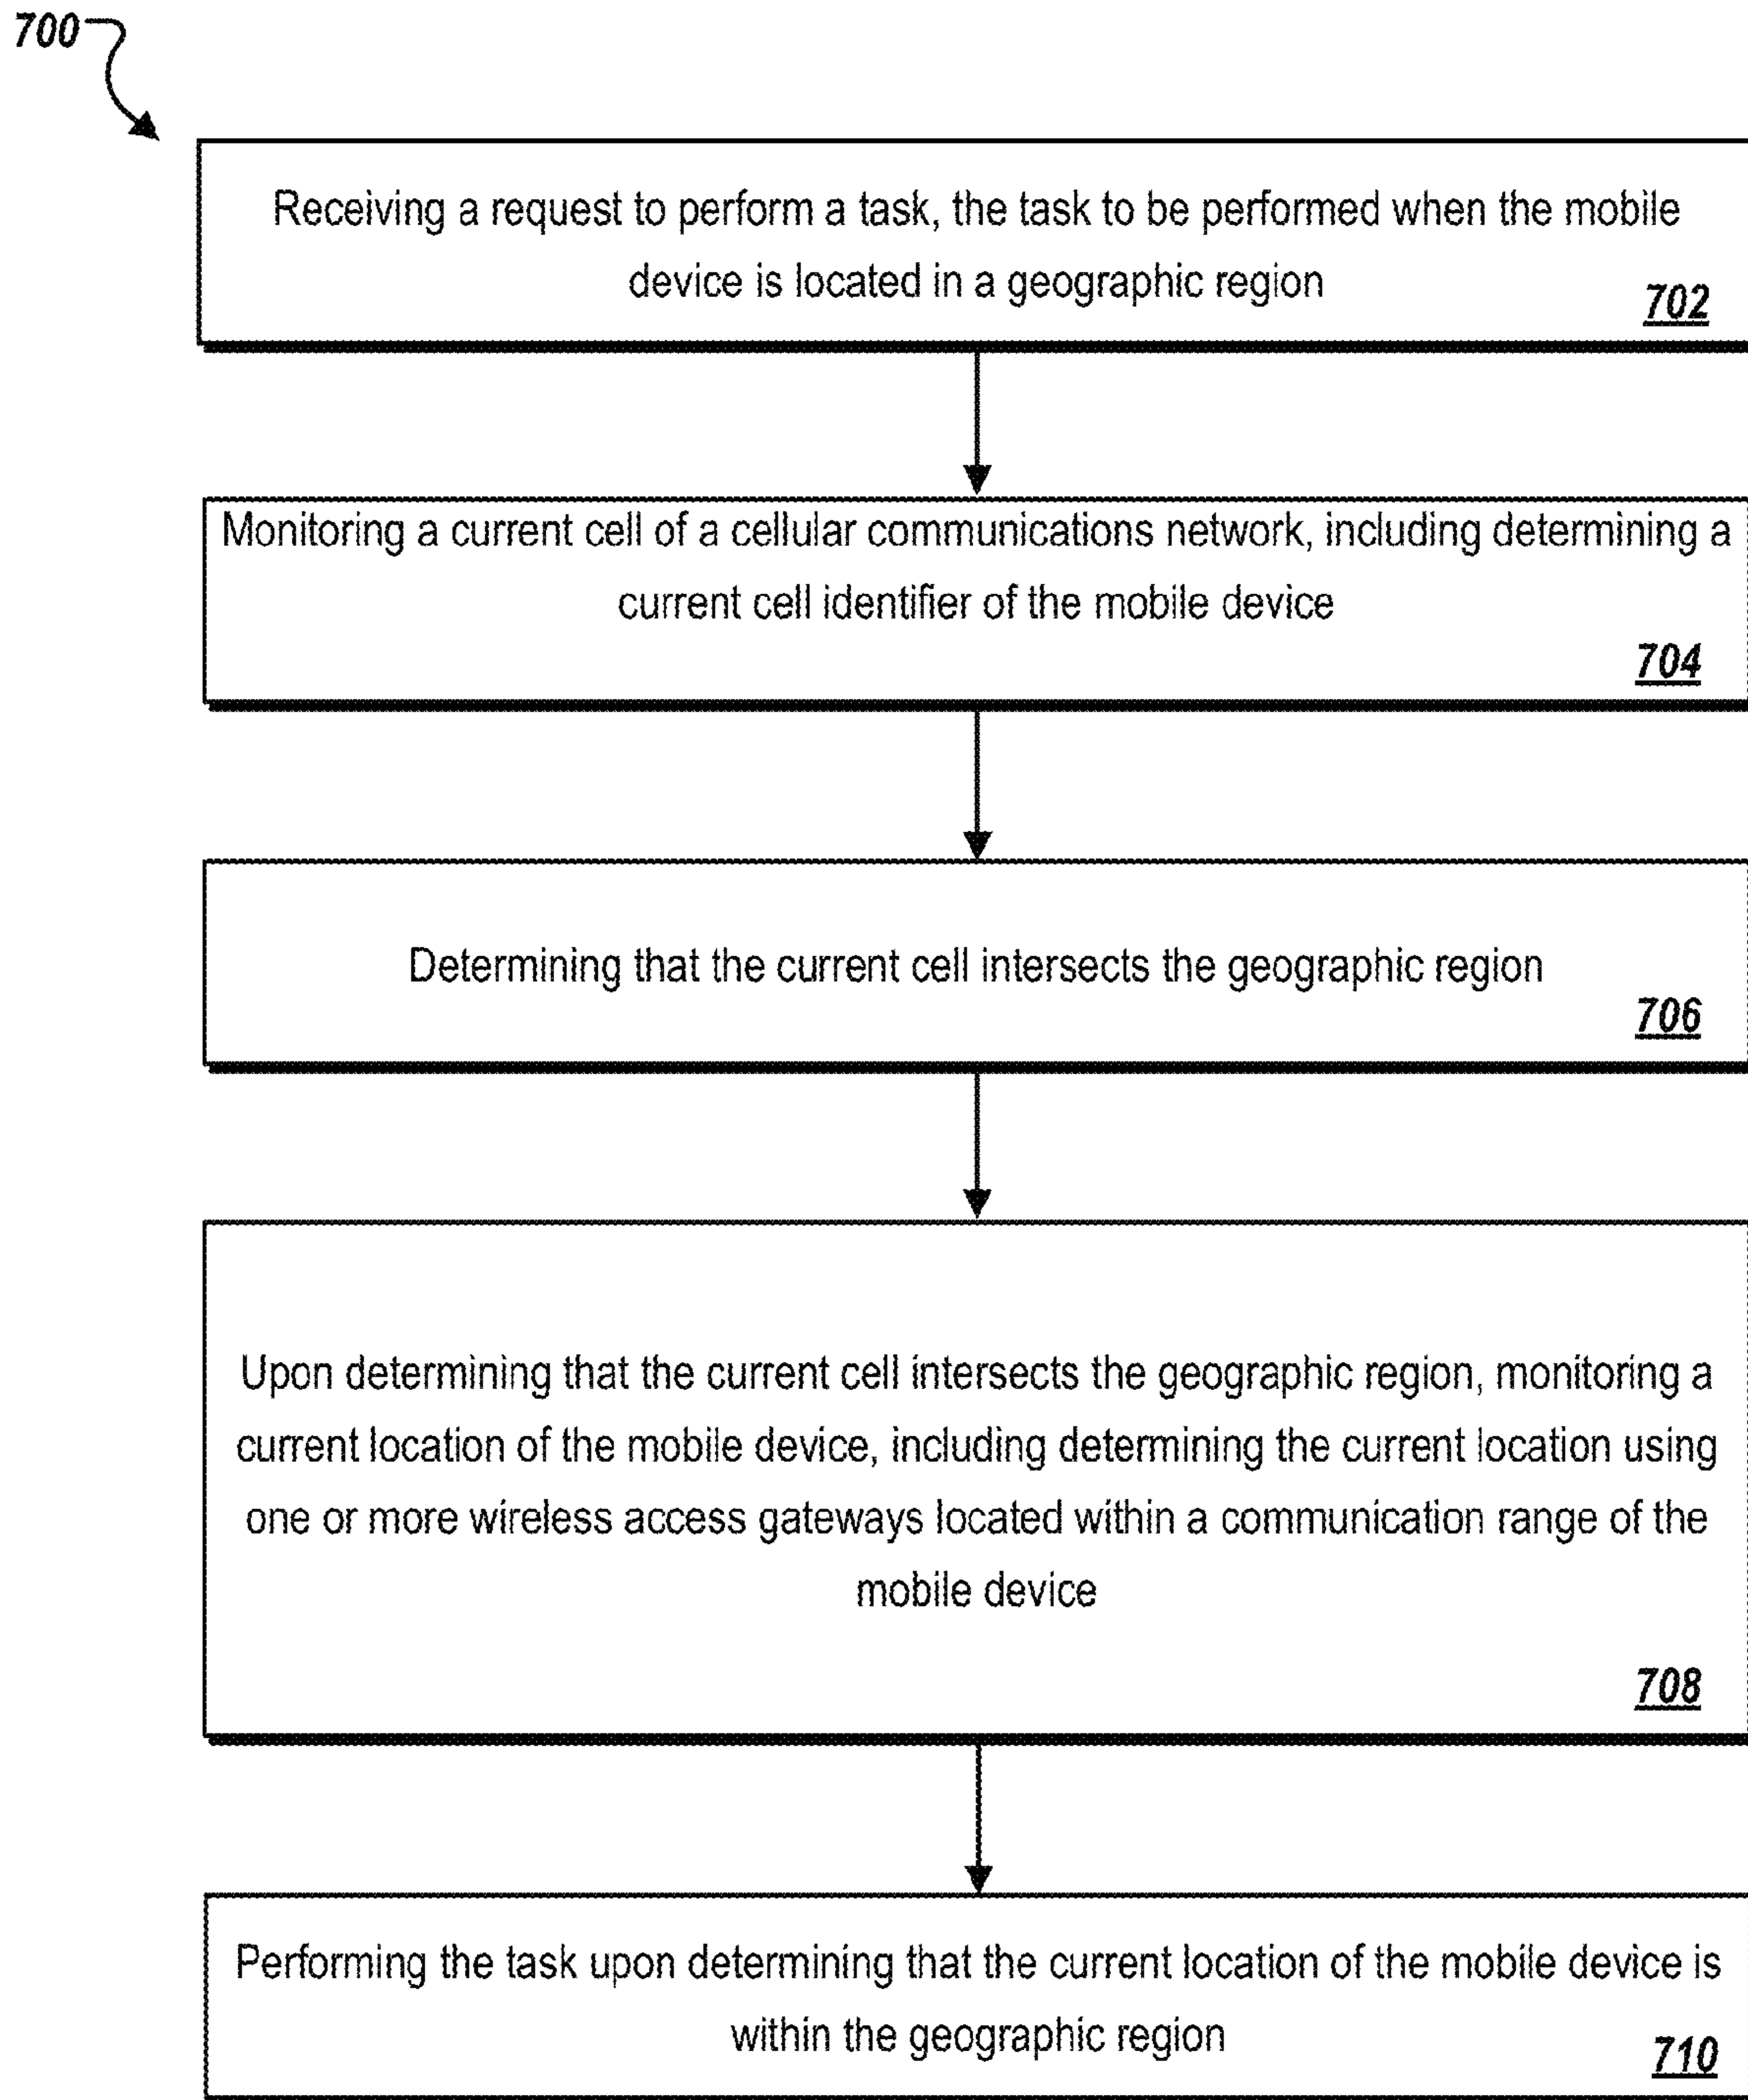 700
Receiving a request to perform a task, the task to be performed when the mobile
device is located in a geographic region
702
Monitoring a current cell of a cellular communications network, including determining a
current cell identifier of the mobile device
704
Determining that the current cell intersects the geographic region
706
Upon determining that the current cell intersects the geographic region, monitoring a
current location of the mobile device, including determining the current location using
one or more wireless access gateways located within a communication range of the
mobile device
708
Performing the task upon determining that the current location of the mobile device is
within the geographic region
710